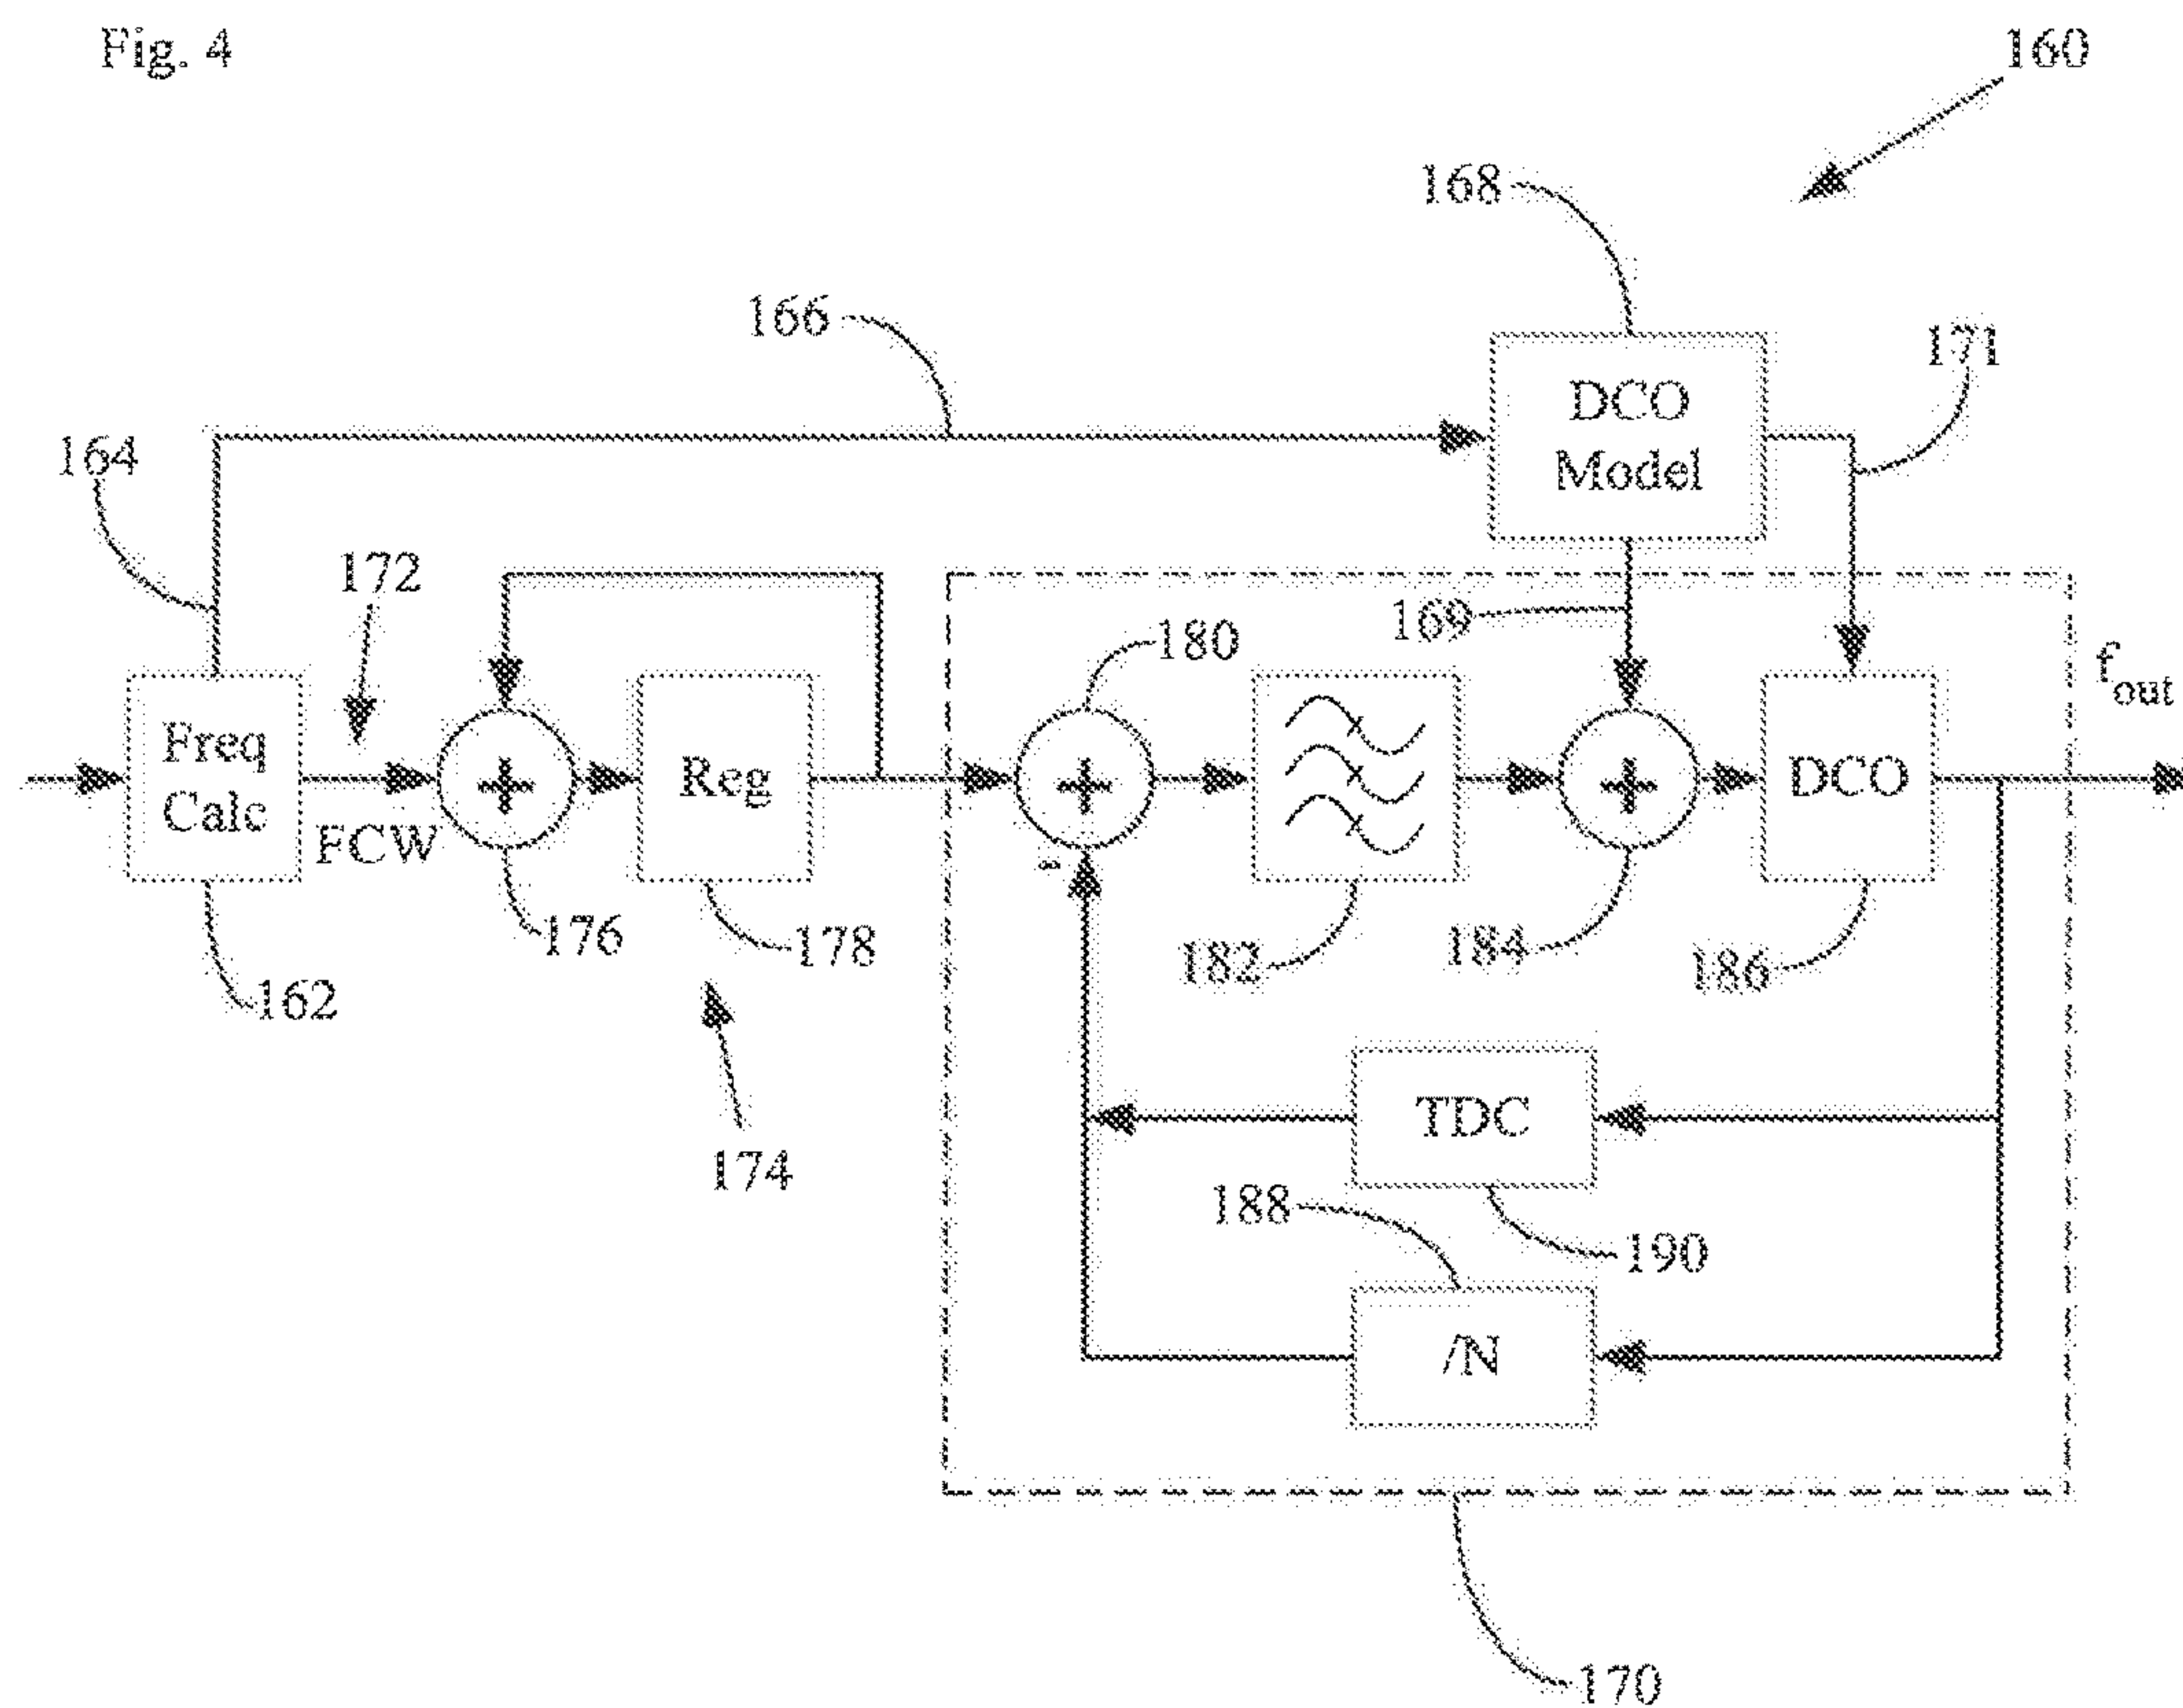 Fig. 4
160
168
166
171
DCO
Model
164
172
169
180
f_out
Freq
Calc
FCW
Reg
DCO
-
176
178
182
184
186
162
TDC
174
188
190
/N
170